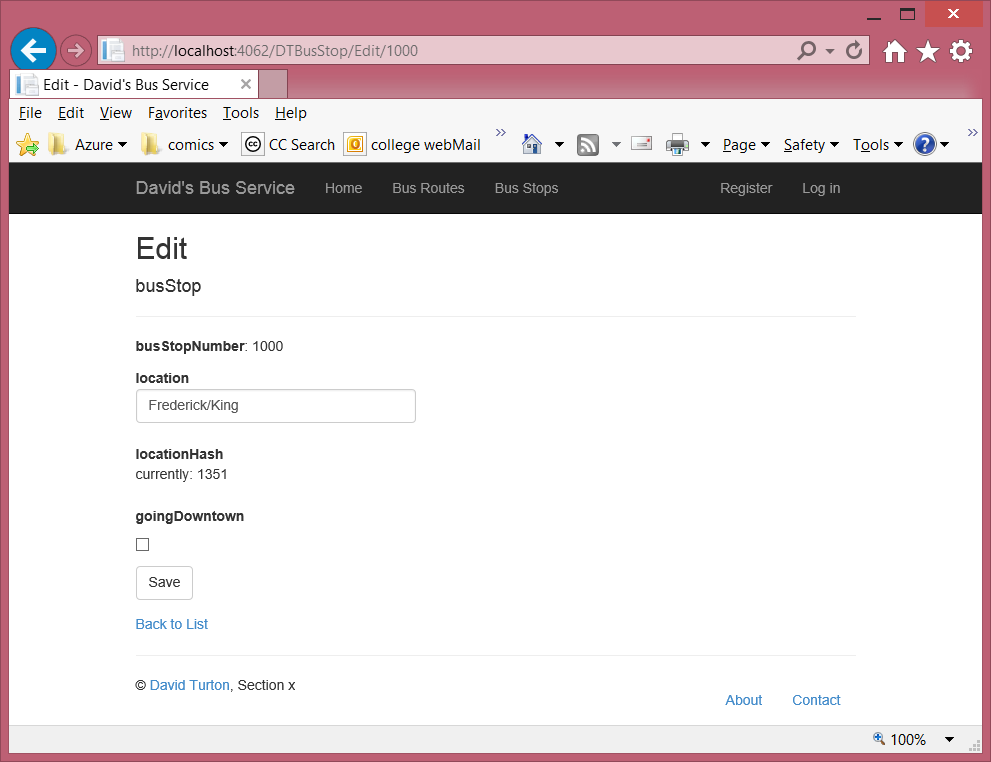 http://localhost:4062/DTBusStop/Edit/1000
Edit - David's Bus Service
File Edit View Favorites Tools Help
Azure comics CC Search college webMail Page Safety Tools
David's Bus Service Home Bus Routes Bus Stops Register Log in
Edit
busStop
busStopNumber: 1000
location
Frederick/King
locationHash
currently: 1351
goingDowntown
Save
Back to List
© David Turton, Section x
About Contact
100%